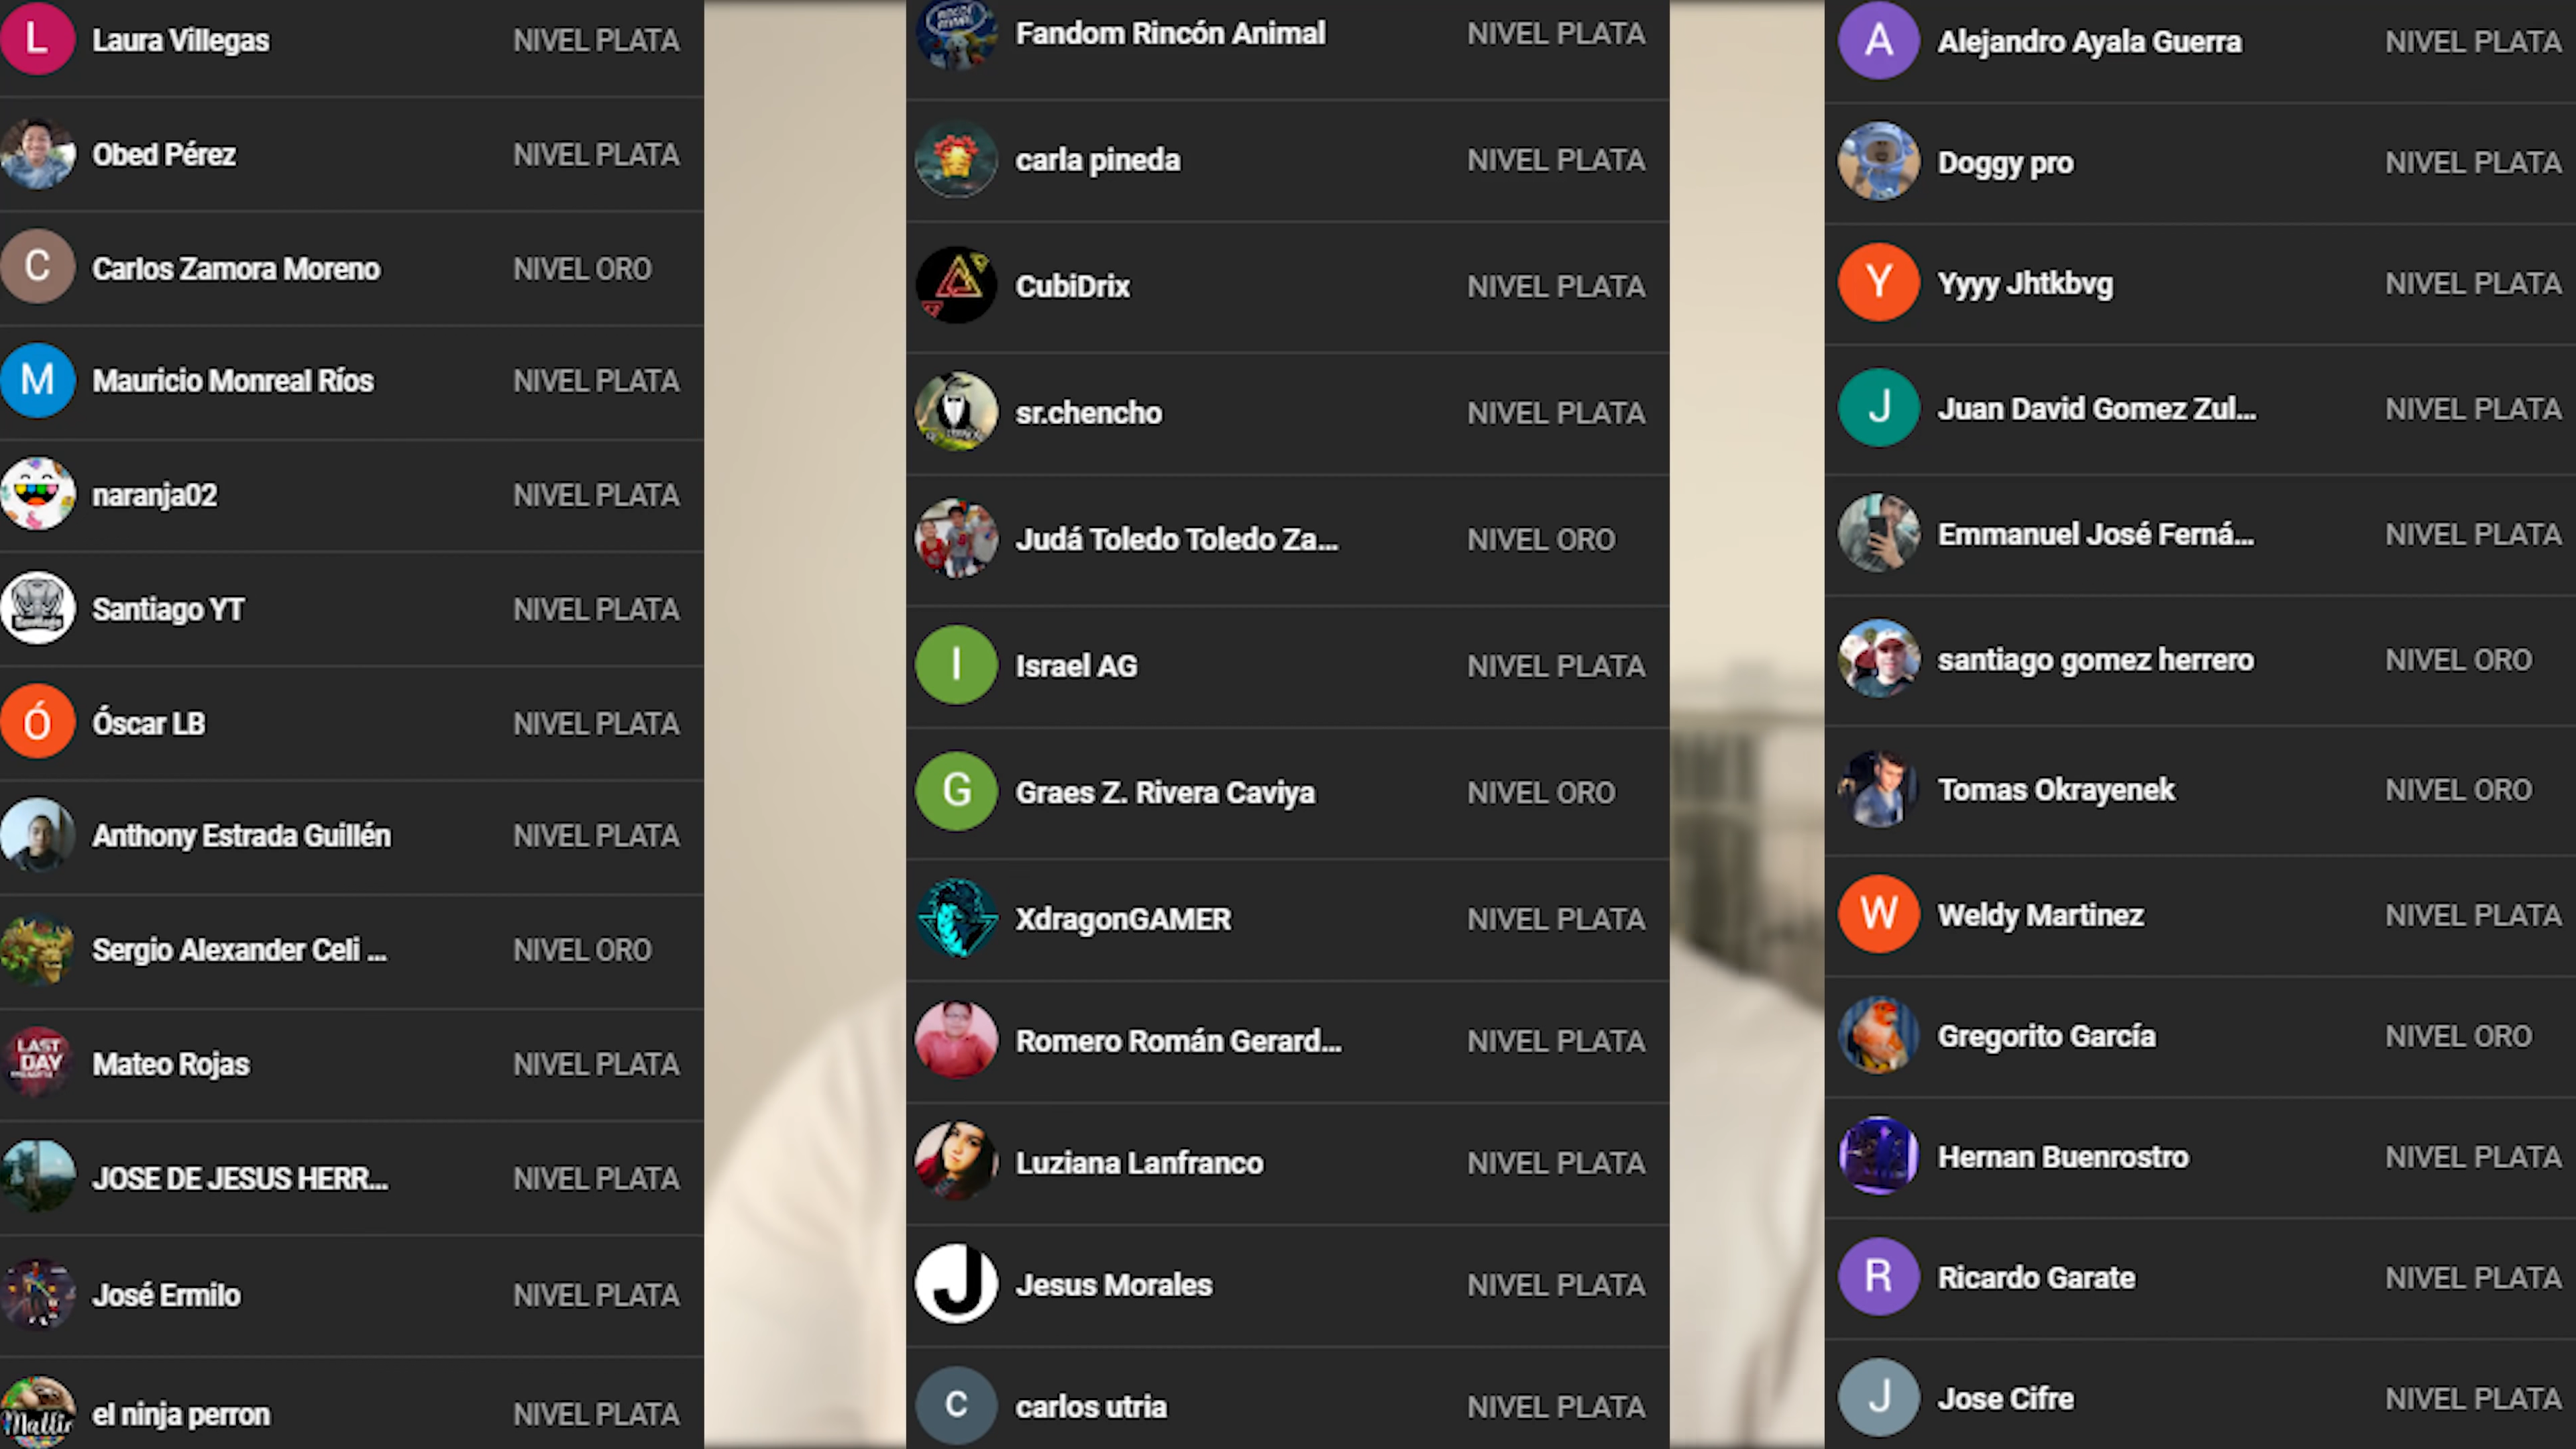 L Laura Villegas NIVEL PLATA
Obed Pérez NIVEL PLATA
C Carlos Zamora Moreno NIVEL ORO
M Mauricio Monreal Ríos NIVEL PLATA
naranja02 NIVEL PLATA
Santiago YT NIVEL PLATA
Ó Óscar LB NIVEL PLATA
Anthony Estrada Guillén NIVEL PLATA
Sergio Alexander Celi ... NIVEL ORO
LAST
DAY
Mateo Rojas NIVEL PLATA
JOSE DE JESUS HERR... NIVEL PLATA
José Ermilo NIVEL PLATA
el ninja perron NIVEL PLATA
Fandom Rincón Animal NIVEL PLATA
carla pineda NIVEL PLATA
CubiDrix NIVEL PLATA
sr.chencho NIVEL PLATA
Judá Toledo Toledo Za... NIVEL ORO
I Israel AG NIVEL PLATA
G Graes Z. Rivera Caviya NIVEL ORO
XdragonGAMER NIVEL PLATA
Romero Román Gerard... NIVEL PLATA
Luziana Lanfranco NIVEL PLATA
J Jesus Morales NIVEL PLATA
c carlos utria NIVEL PLATA
A Alejandro Ayala Guerra NIVEL PLATA
Doggy pro NIVEL PLATA
Y Yyyy Jhtkbvg NIVEL PLATA
J Juan David Gomez Zul... NIVEL PLATA
Emmanuel José Ferná... NIVEL PLATA
santiago gomez herrero NIVEL ORO
Tomas Okrayenek NIVEL ORO
W Weldy Martinez NIVEL PLATA
Gregorito García NIVEL ORO
Hernan Buenrostro NIVEL PLATA
R Ricardo Garate NIVEL PLATA
J Jose Cifre NIVEL PLATA